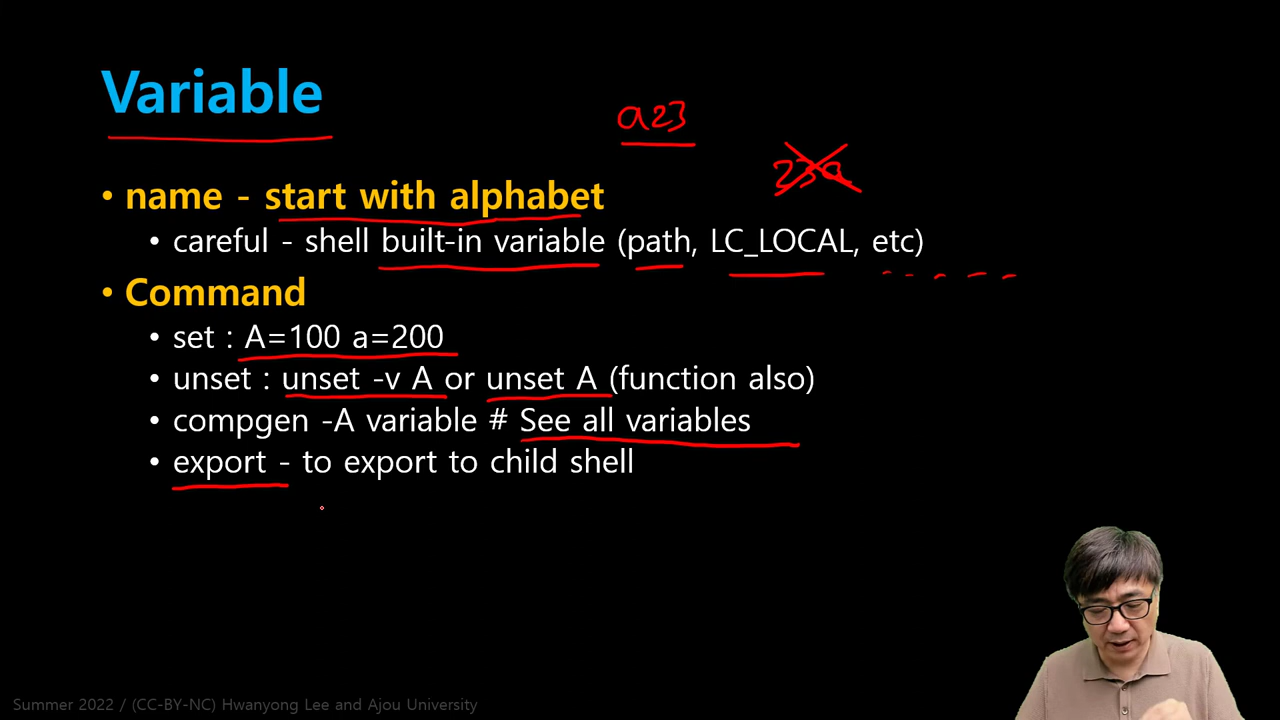 Variable
a23
23a
• name - start with alphabet
• careful - shell built-in variable (path, LC_LOCAL, etc)
• Command
• set : A=100 a=200
• unset : unset -v A or unset A (function also)
• compgen -A variable # See all variables
• export - to export to child shell
Summer 2022 / (CC-BY-NC) Hwanyong Lee and Ajou University